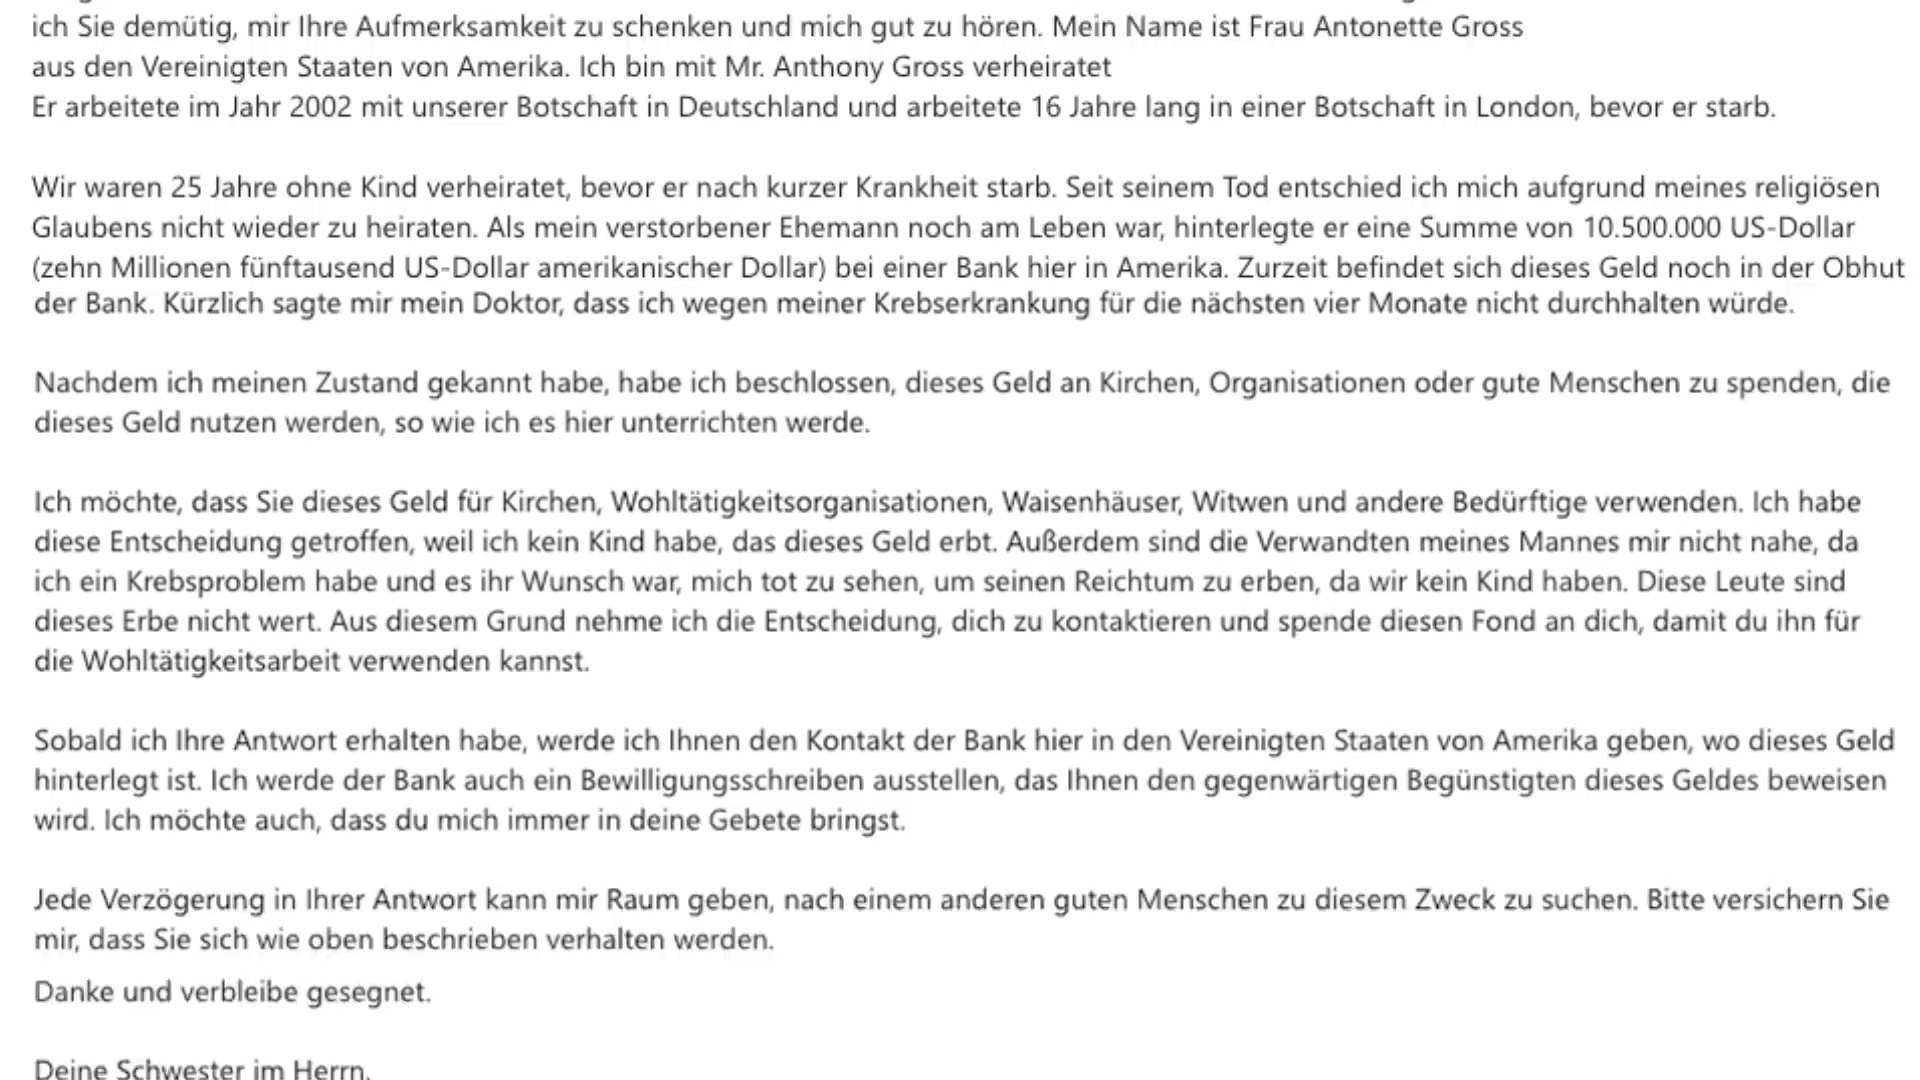 ich Sie demütig, mir Ihre Aufmerksamkeit zu schenken und mich gut zu hören. Mein Name ist Frau Antonette Gross
aus den Vereinigten Staaten von Amerika. Ich bin mit Mr. Anthony Gross verheiratet
Er arbeitete im Jahr 2002 mit unserer Botschaft in Deutschland und arbeitete 16 Jahre lang in einer Botschaft in London, bevor er starb.
Wir waren 25 Jahre ohne Kind verheiratet, bevor er nach kurzer Krankheit starb. Seit seinem Tod entschied ich mich aufgrund meines religiösen
Glaubens nicht wieder zu heiraten. Als mein verstorbener Ehemann noch am Leben war, hinterlegte er eine Summe von 10.500.000 US-Dollar
(zehn Millionen fünftausend US-Dollar amerikanischer Dollar) bei einer Bank hier in Amerika. Zurzeit befindet sich dieses Geld noch in der Obhut
der Bank. Kürzlich sagte mir mein Doktor, dass ich wegen meiner Krebserkrankung für die nächsten vier Monate nicht durchhalten würde.
Nachdem ich meinen Zustand gekannt habe, habe ich beschlossen, dieses Geld an Kirchen, Organisationen oder gute Menschen zu spenden, die
dieses Geld nutzen werden, so wie ich es hier unterrichten werde.
Ich möchte, dass Sie dieses Geld für Kirchen, Wohltätigkeitsorganisationen, Waisenhäuser, Witwen und andere Bedürftige verwenden. Ich habe
diese Entscheidung getroffen, weil ich kein Kind habe, das dieses Geld erbt. Außerdem sind die Verwandten meines Mannes mir nicht nahe, da
ich ein Krebsproblem habe und es ihr Wunsch war, mich tot zu sehen, um seinen Reichtum zu erben, da wir kein Kind haben. Diese Leute sind
dieses Erbe nicht wert. Aus diesem Grund nehme ich die Entscheidung, dich zu kontaktieren und spende diesen Fond an dich, damit du ihn für
die Wohltätigkeitsarbeit verwenden kannst.
Sobald ich Ihre Antwort erhalten habe, werde ich Ihnen den Kontakt der Bank hier in den Vereinigten Staaten von Amerika geben, wo dieses Geld
hinterlegt ist. Ich werde der Bank auch ein Bewilligungsschreiben ausstellen, das Ihnen den gegenwärtigen Begünstigten dieses Geldes beweisen
wird. Ich möchte auch, dass du mich immer in deine Gebete bringst.
Jede Verzögerung in Ihrer Antwort kann mir Raum geben, nach einem anderen guten Menschen zu diesem Zweck zu suchen. Bitte versichern Sie
mir, dass Sie sich wie oben beschrieben verhalten werden.
Danke und verbleibe gesegnet.
Deine Schwester im Herrn.